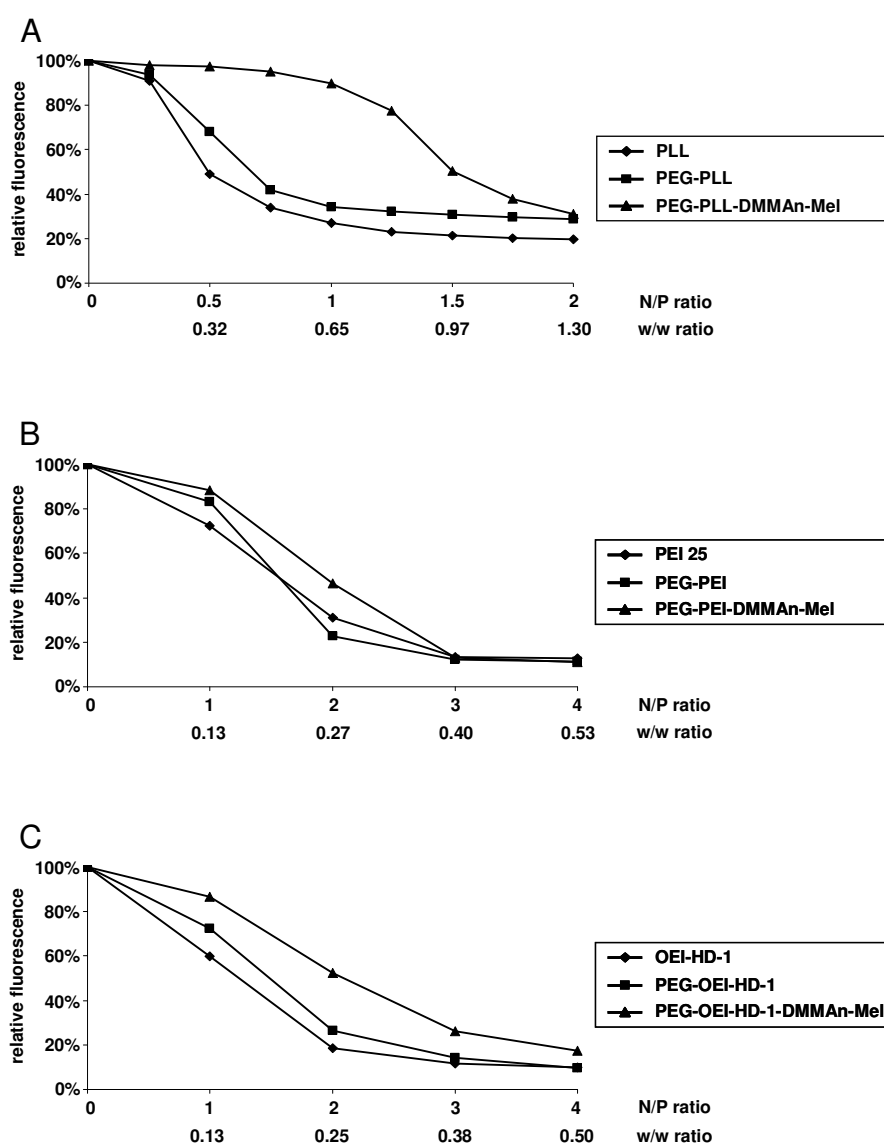 A
relative fluorescence
100%
80%
60%
40%
20%
0%
0 0.5 1 1.5 2 N/P ratio
0.32 0.65 0.97 1.30 w/w ratio
PLL
PEG-PLL
PEG-PLL-DMMAn-Mel
B
relative fluorescence
100%
80%
60%
40%
20%
0%
0 1 2 3 4 N/P ratio
0.13 0.27 0.40 0.53 w/w ratio
PEI 25
PEG-PEI
PEG-PEI-DMMAn-Mel
C
relative fluorescence
100%
80%
60%
40%
20%
0%
0 1 2 3 4 N/P ratio
0.13 0.25 0.38 0.50 w/w ratio
OEI-HD-1
PEG-OEI-HD-1
PEG-OEI-HD-1-DMMAn-Mel